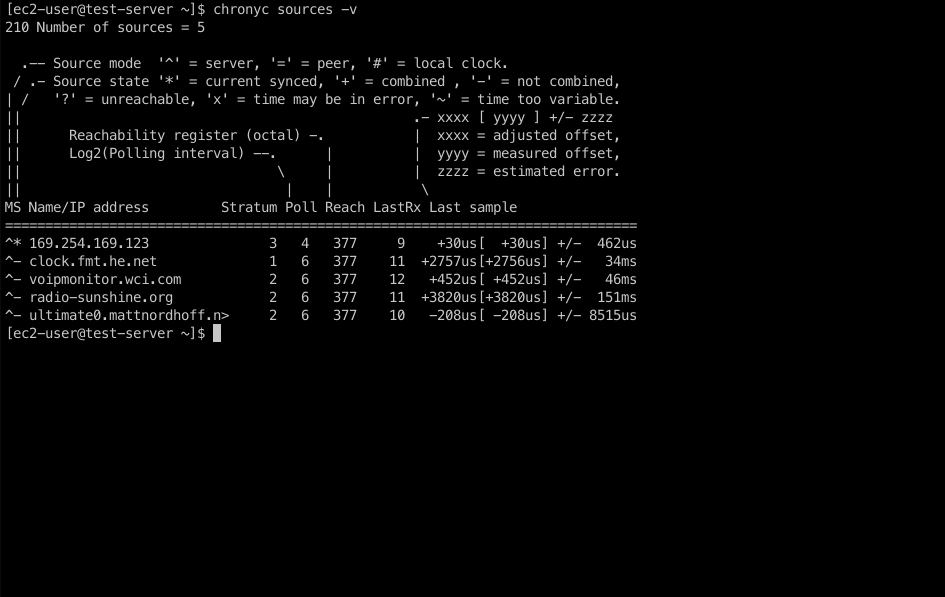 [ec2-user@test-server ~]$ chronyc sources -v
210 Number of sources = 5

  .-- Source mode  '^' = server, '=' = peer, '#' = local clock.
 / .- Source state '*' = current synced, '+' = combined , '-' = not combined,
| /   '?' = unreachable, 'x' = time may be in error, '~' = time too variable.
||                                                 .- xxxx [ yyyy ] +/- zzzz
||      Reachability register (octal) -.           |  xxxx = adjusted offset,
||      Log2(Polling interval) --.      |          |  yyyy = measured offset,
||                                \     |          |  zzzz = estimated error.
||                                 |    |           \
MS Name/IP address         Stratum Poll Reach LastRx Last sample
===============================================================================
^* 169.254.169.123               3   4   377     9    +30us[  +30us] +/-  462us
^- clock.fmt.he.net              1   6   377    11  +2757us[+2756us] +/-   34ms
^- voipmonitor.wci.com           2   6   377    12   +452us[ +452us] +/-   46ms
^- radio-sunshine.org            2   6   377    11  +3820us[+3820us] +/-  151ms
^- ultimate0.mattnordhoff.n>     2   6   377    10   -208us[ -208us] +/- 8515us
[ec2-user@test-server ~]$